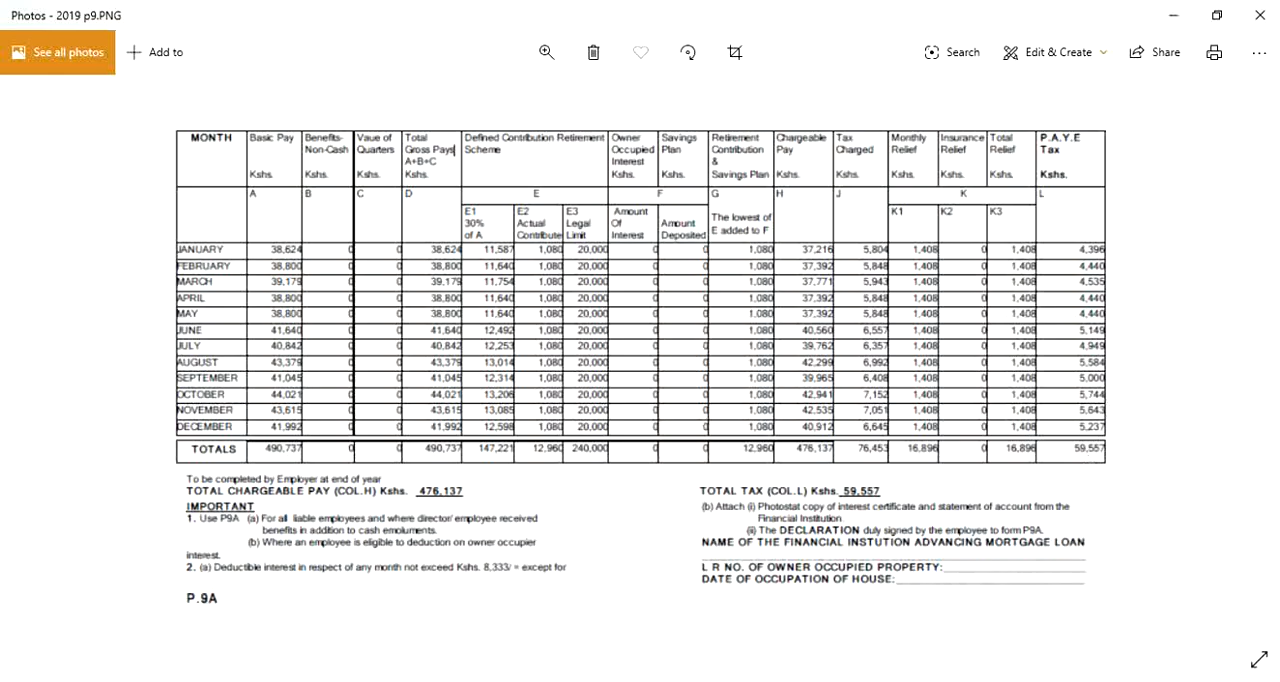 Photos - 2019 p9.PNG
See all photos + Add to Search Edit & Create Share
MONTH Basic Pay Benefits- Vaue of Total Defined Contribution Retirement Owner Savings Retirement Chargeable Tax Monthly Insurance Total P.A.Y.E
Non-Cash Quarters Gross Pays Scheme Occupied Plan Contribution Pay Charged Relief Relief Relief Tax
A+B+C Interest &
Kshs. Kshs. Kshs. Kshs. Kshs. Kshs. Savings Plan Kshs. Kshs. Kshs. Kshs. Kshs. Kshs.
A B C D E F G H J K L
E1 E2 E3 Amount The lowest of K1 K2 K3
30% Actual Legal Of Amount E added to F
of A Contribute Limit Interest Deposited
JANUARY 38,624 0 0 38,624 11,587 1,080 20,000 0 0 1,080 37,216 5,804 1,408 0 1,408 4,396
FEBRUARY 38,800 0 0 38,800 11,640 1,080 20,000 0 0 1,080 37,392 5,848 1,408 0 1,408 4,440
MARCH 39,179 0 0 39,179 11,754 1,080 20,000 0 0 1,080 37,771 5,943 1,408 0 1,408 4,535
APRIL 38,800 0 0 38,800 11,640 1,080 20,000 0 0 1,080 37,392 5,848 1,408 0 1,408 4,440
MAY 38,800 0 0 38,800 11,640 1,080 20,000 0 0 1,080 37,392 5,848 1,408 0 1,408 4,440
JUNE 41,640 0 0 41,640 12,492 1,080 20,000 0 0 1,080 40,560 6,557 1,408 0 1,408 5,149
JULY 40,842 0 0 40,842 12,253 1,080 20,000 0 0 1,080 39,762 6,357 1,408 0 1,408 4,949
AUGUST 43,379 0 0 43,379 13,014 1,080 20,000 0 0 1,080 42,299 6,992 1,408 0 1,408 5,584
SEPTEMBER 41,045 0 0 41,045 12,314 1,080 20,000 0 0 1,080 39,965 6,408 1,408 0 1,408 5,000
OCTOBER 44,021 0 0 44,021 13,206 1,080 20,000 0 0 1,080 42,941 7,152 1,408 0 1,408 5,744
NOVEMBER 43,615 0 0 43,615 13,085 1,080 20,000 0 0 1,080 42,535 7,051 1,408 0 1,408 5,643
DECEMBER 41,992 0 0 41,992 12,598 1,080 20,000 0 0 1,080 40,912 6,645 1,408 0 1,408 5,237
TOTALS 490,737 0 0 490,737 147,221 12,960 240,000 0 0 12,960 476,137 76,453 16,896 0 16,896 59,557
To be completed by Employer at end of year
TOTAL CHARGEABLE PAY (COL.H) Kshs. 476,137
IMPORTANT
1. Use P9A (a) For all liable employees and where director/ employee received
benefits in addition to cash emoluments.
(b) Where an employee is eligible to deduction on owner occupier
interest.
2. (a) Deductible interest in respect of any month not exceed Kshs. 8,333/ = except for
P.9A
TOTAL TAX (COL.L) Kshs. 59,557
(b) Attach (i) Photostat copy of interest certificate and statement of account from the
Financial Institution
(ii) The DECLARATION duly signed by the employee to form P9A.
NAME OF THE FINANCIAL INSTUTION ADVANCING MORTGAGE LOAN
L R NO. OF OWNER OCCUPIED PROPERTY:
DATE OF OCCUPATION OF HOUSE: